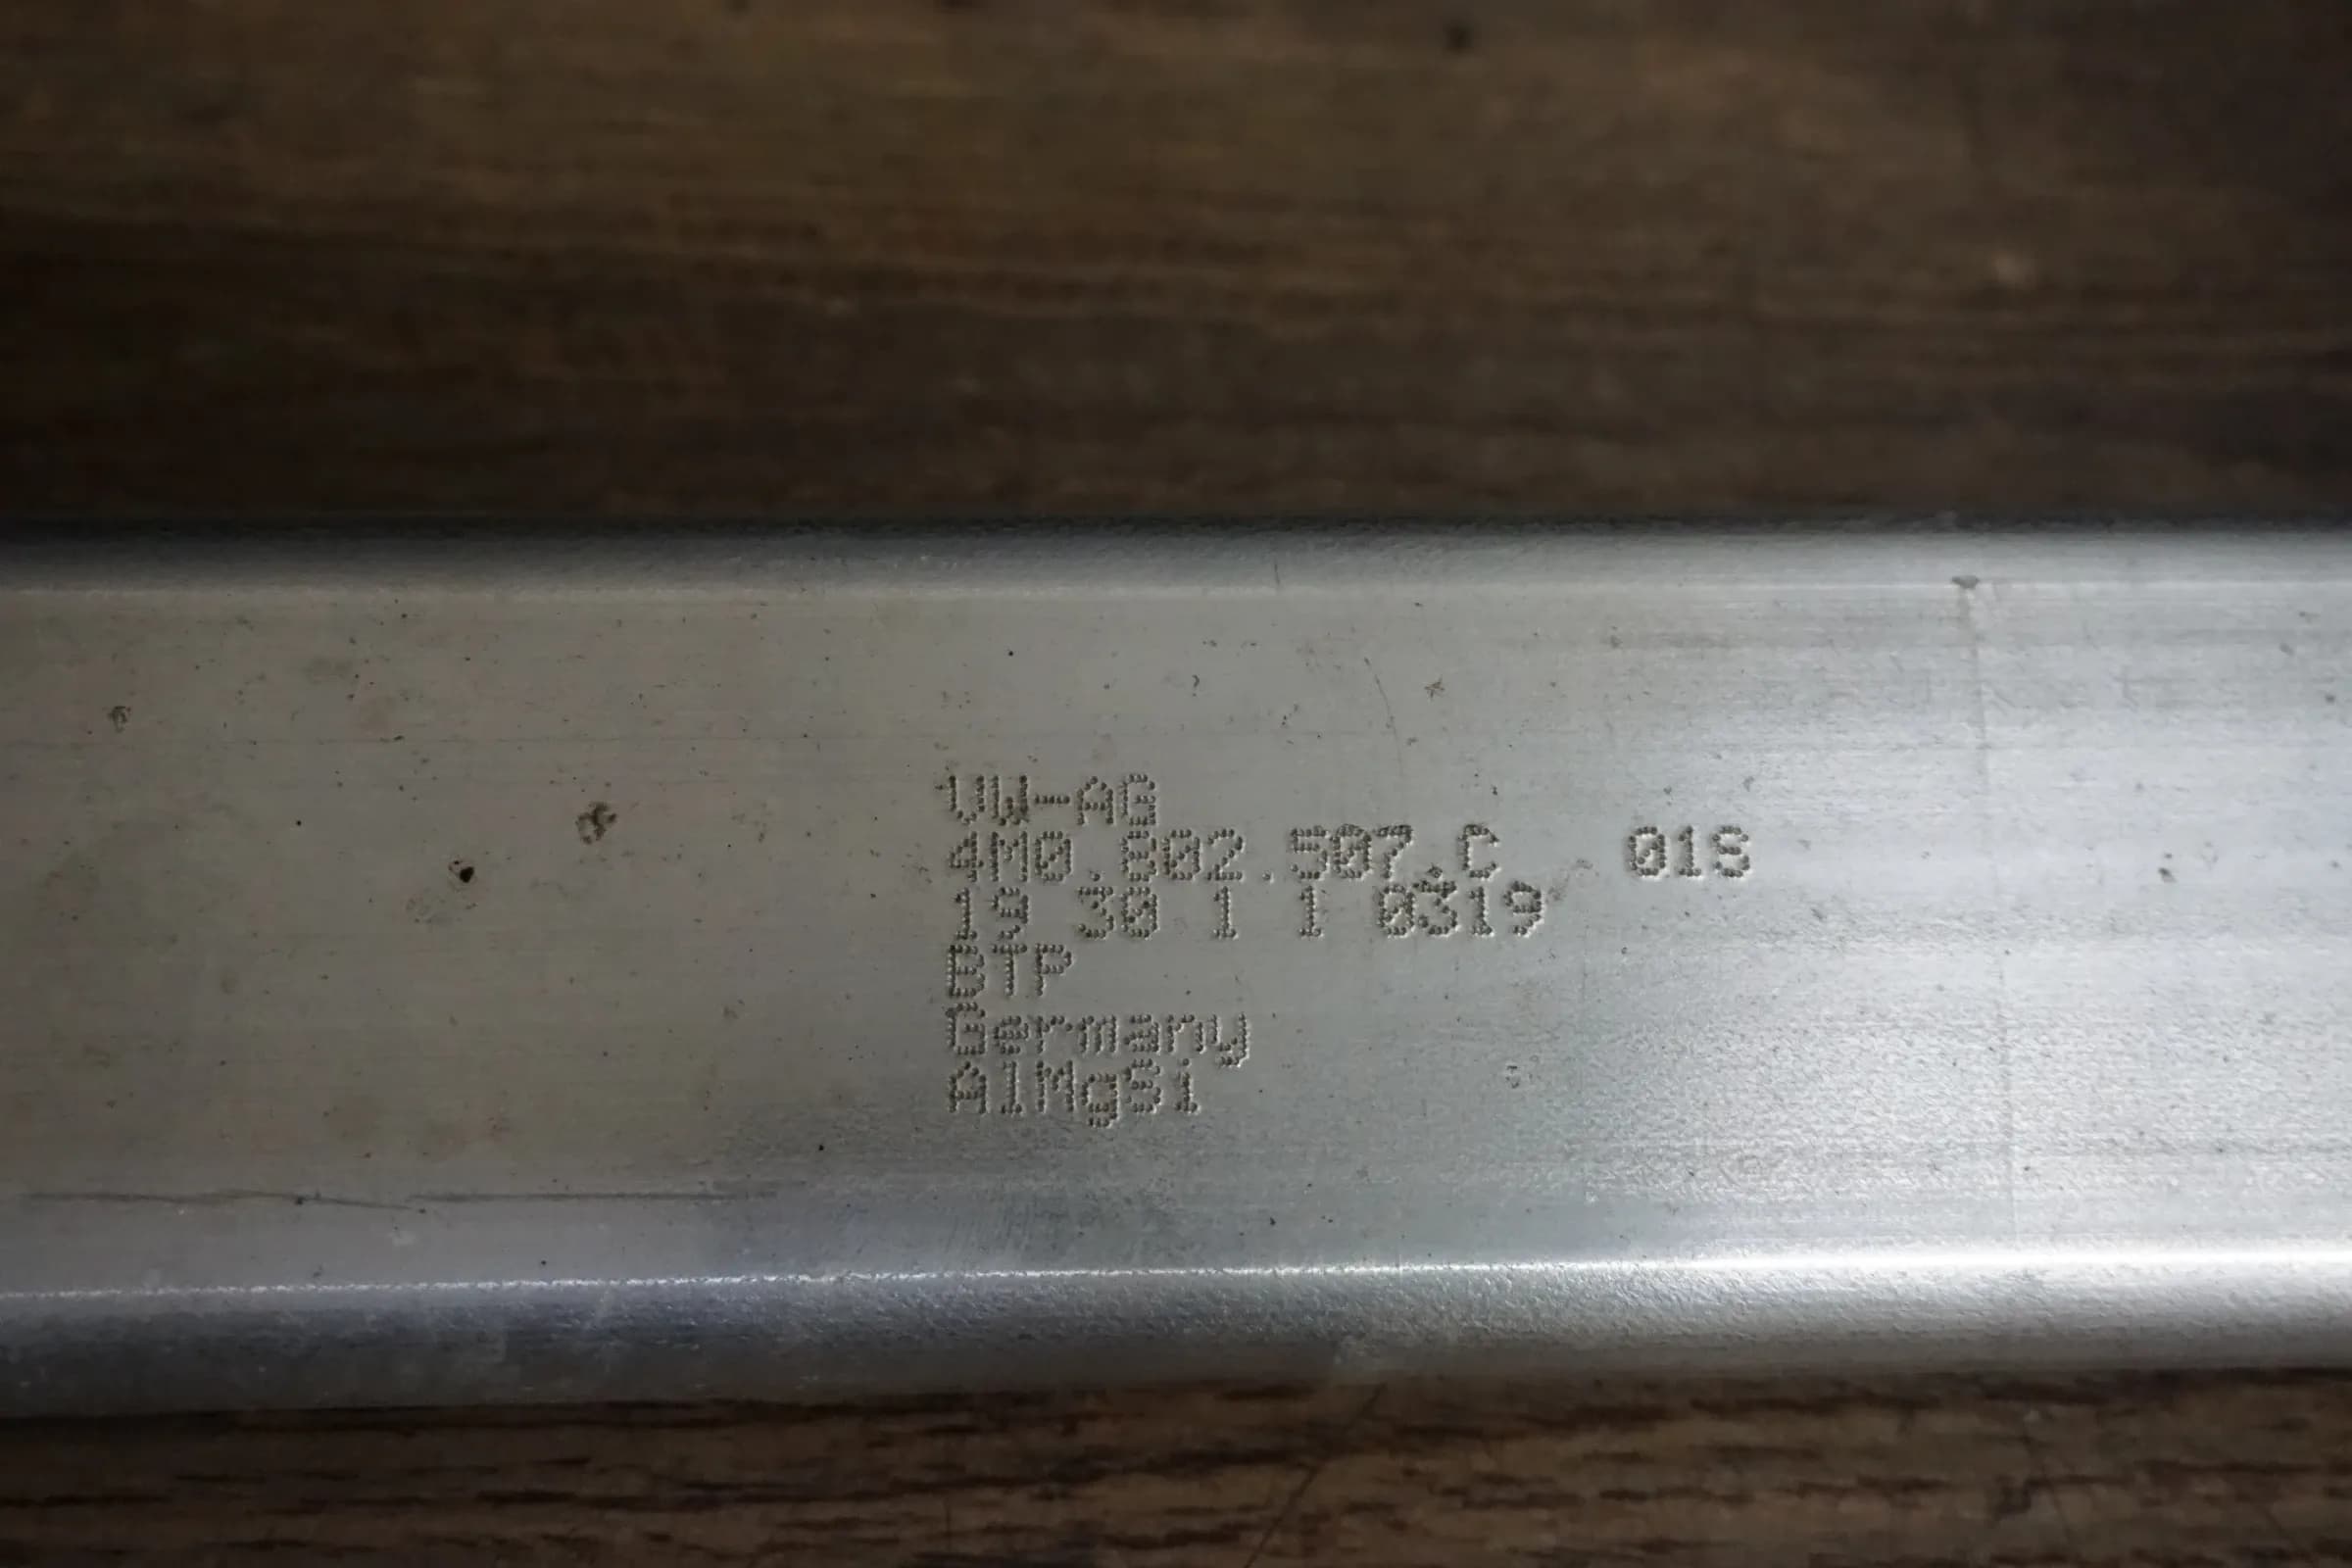 VW-AG
4M0.802.507.C 01S
19 30 1 1 0319
BTP
Germany
AlMgSi